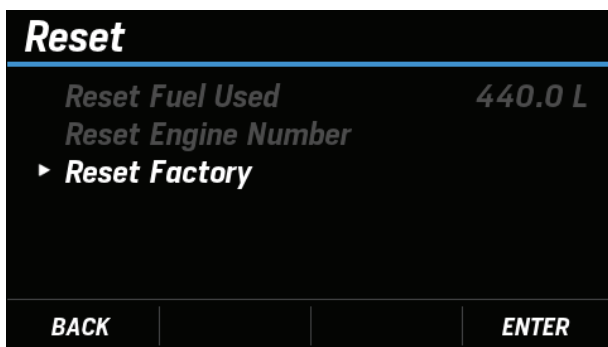 Reset
Reset Fuel Used 440.0 L
Reset Engine Number
Reset Factory
BACK ENTER